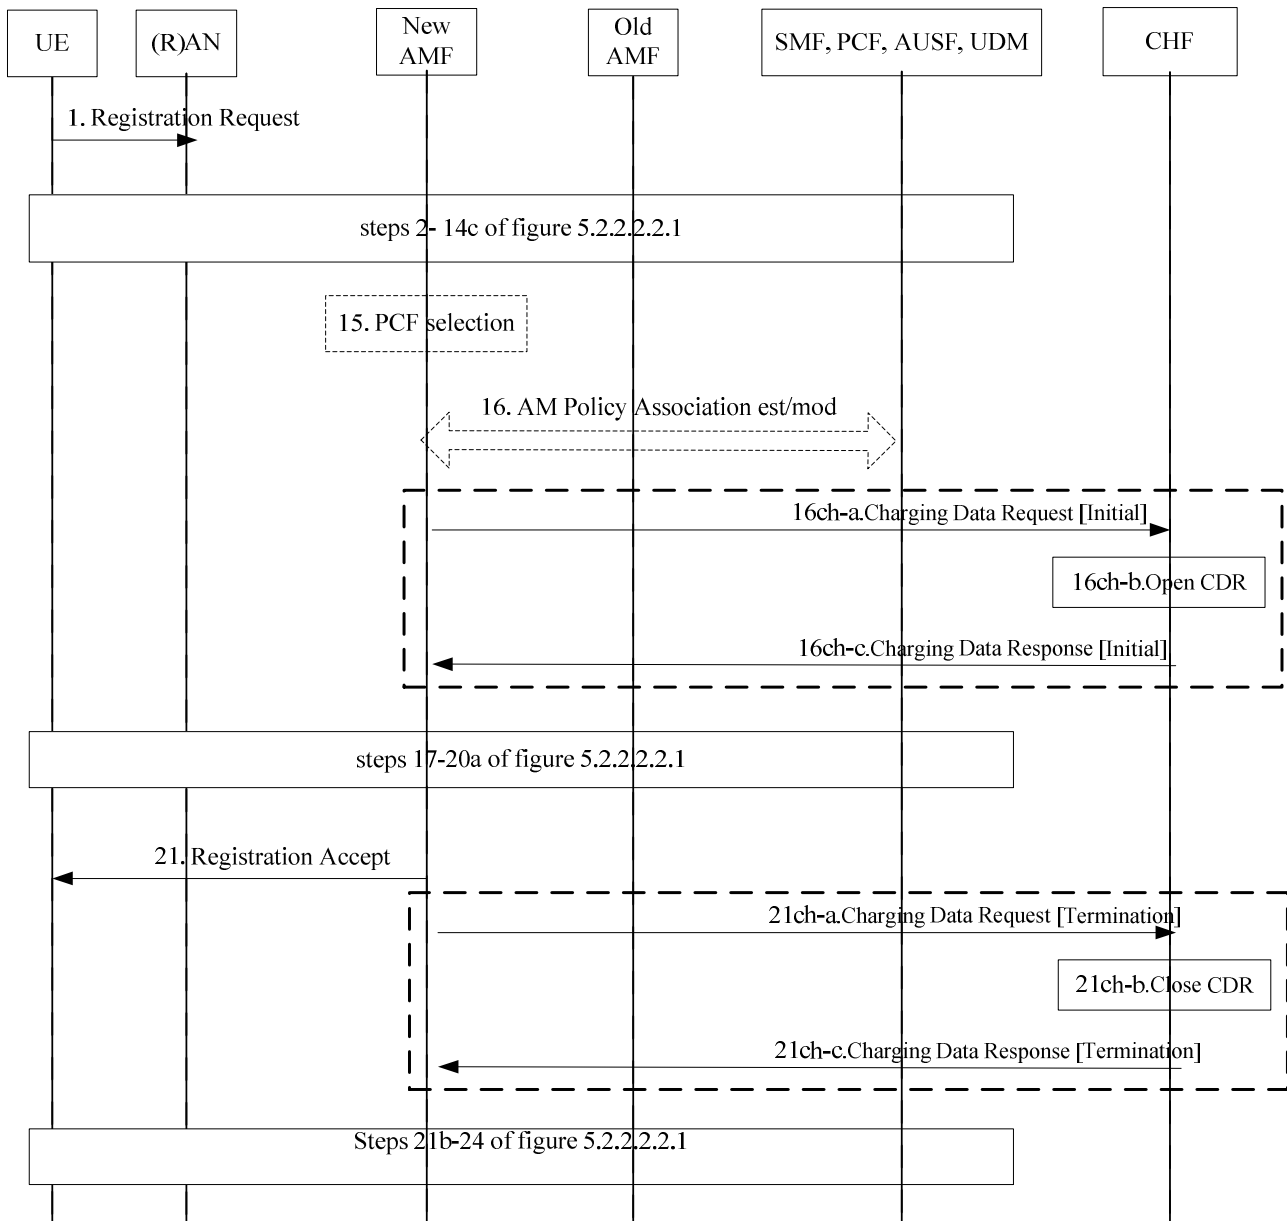 UE
(R)AN
New
AMF
Old
AMF
SMF, PCF, AUSF, UDM
CHF
1. Registration Request
steps 2- 14c of figure 5.2.2.2.2.1
15. PCF selection
16. AM Policy Association est/mod
16ch-a.Charging Data Request [Initial]
16ch-b.Open CDR
16ch-c.Charging Data Response [Initial]
steps 17-20a of figure 5.2.2.2.2.1
21. Registration Accept
21ch-a.Charging Data Request [Termination]
21ch-b.Close CDR
21ch-c.Charging Data Response [Termination]
Steps 21b-24 of figure 5.2.2.2.2.1